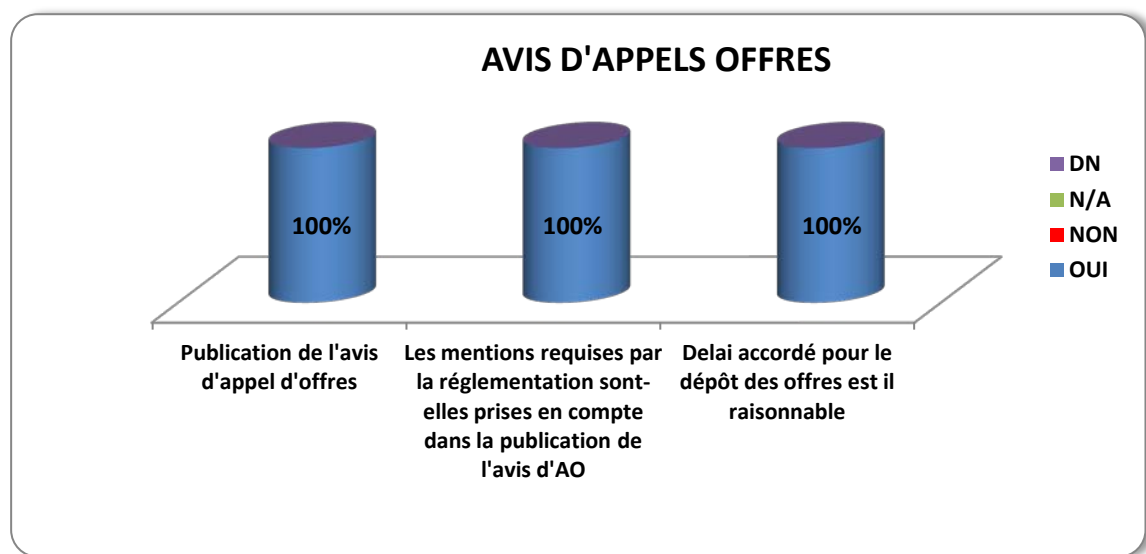 AVIS D'APPELS OFFRES
100%
100%
100%
DN
N/A
NON
OUI
Publication de l'avis
d'appel d'offres
Les mentions requises par
la réglementation sont-
elles prises en compte
dans la publication de
l'avis d'AO
Delai accordé pour le
dépôt des offres est il
raisonnable